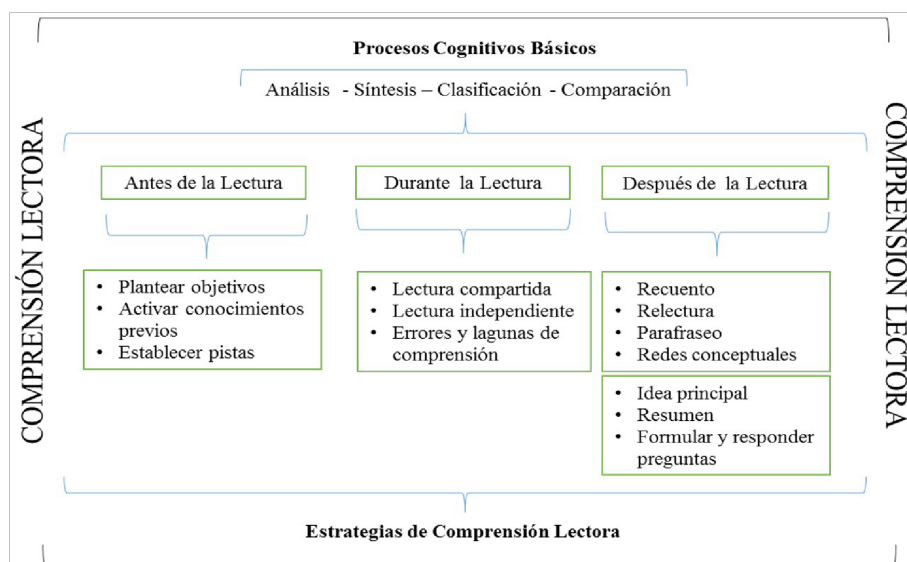 Procesos Cognitivos Básicos
Análisis - Síntesis – Clasificación - Comparación
COMPRENSIÓN LECTORA
Antes de la Lectura
• Plantear objetivos
• Activar conocimientos
previos
• Establecer pistas
Durante la Lectura
• Lectura compartida
• Lectura independiente
• Errores y lagunas de
comprensión
Después de la Lectura
• Recuento
• Relectura
• Parafraseo
• Redes conceptuales
• Idea principal
• Resumen
• Formular y responder
preguntas
COMPRENSION LECTORA
Estrategias de Comprensión Lectora